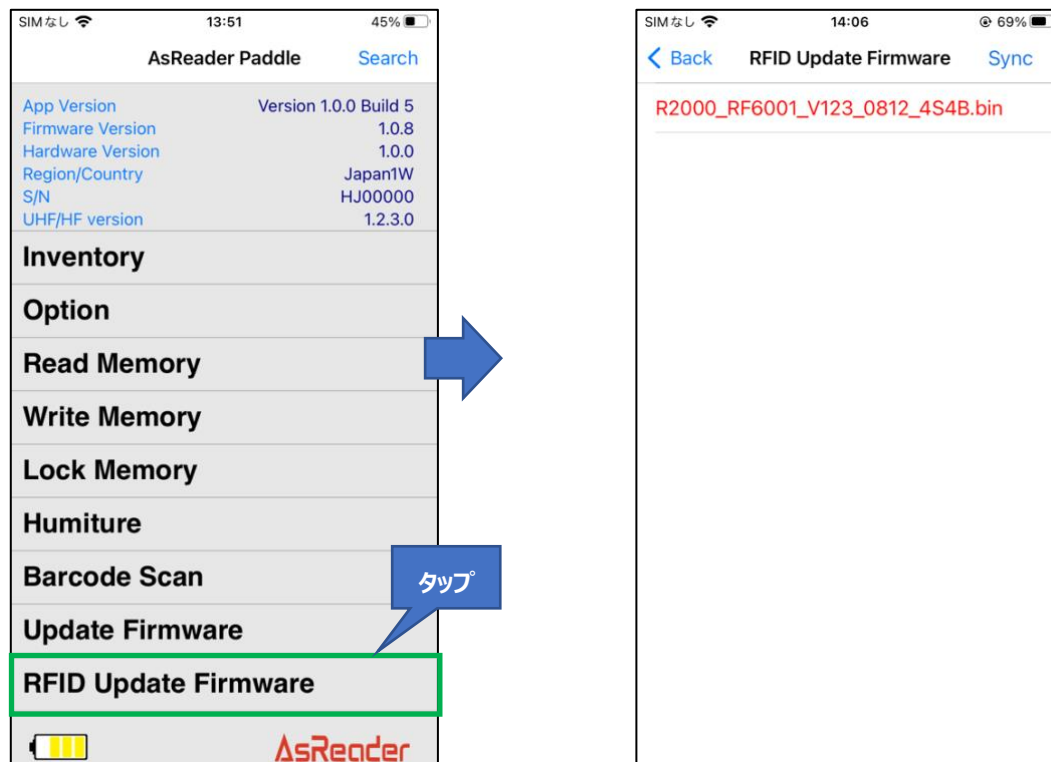 SIMなし 13:51 45%
AsReader Paddle Search
App Version Version 1.0.0 Build 5
Firmware Version 1.0.8
Hardware Version 1.0.0
Region/Country Japan1W
S/N HJ00000
UHF/HF version 1.2.3.0
Inventory
Option
Read Memory
Write Memory
Lock Memory
Humiture
Barcode Scan
タップ
Update Firmware
RFID Update Firmware
AsReader
SIMなし 14:06 69%
Back RFID Update Firmware Sync
R2000_RF6001_V123_0812_4S4B.bin